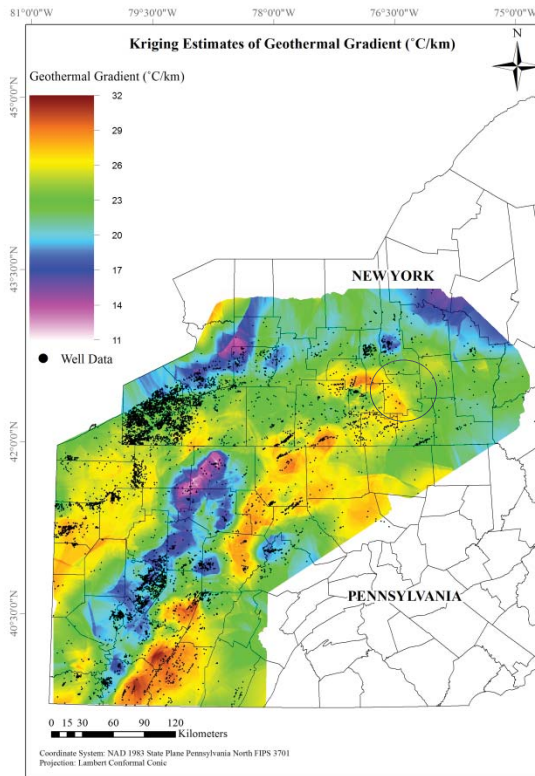 81°0'0"W
79°30'0"W
78°0'0"W
76°30'0"W
75°0'0"W
Kriging Estimates of Geothermal Gradient (°C/km)
N
Geothermal Gradient (°C/km)
32
29
26
23
20
17
14
11
Well Data
45°0'0"N
43°30'0"N
42°0'0"N
40°30'0"N
NEW YORK
PENNSYLVANIA
0 15 30 60 90 120
Kilometers
Coordinate System: NAD 1983 State Plane Pennsylvania North FIPS 3701
Projection: Lambert Conformal Conic